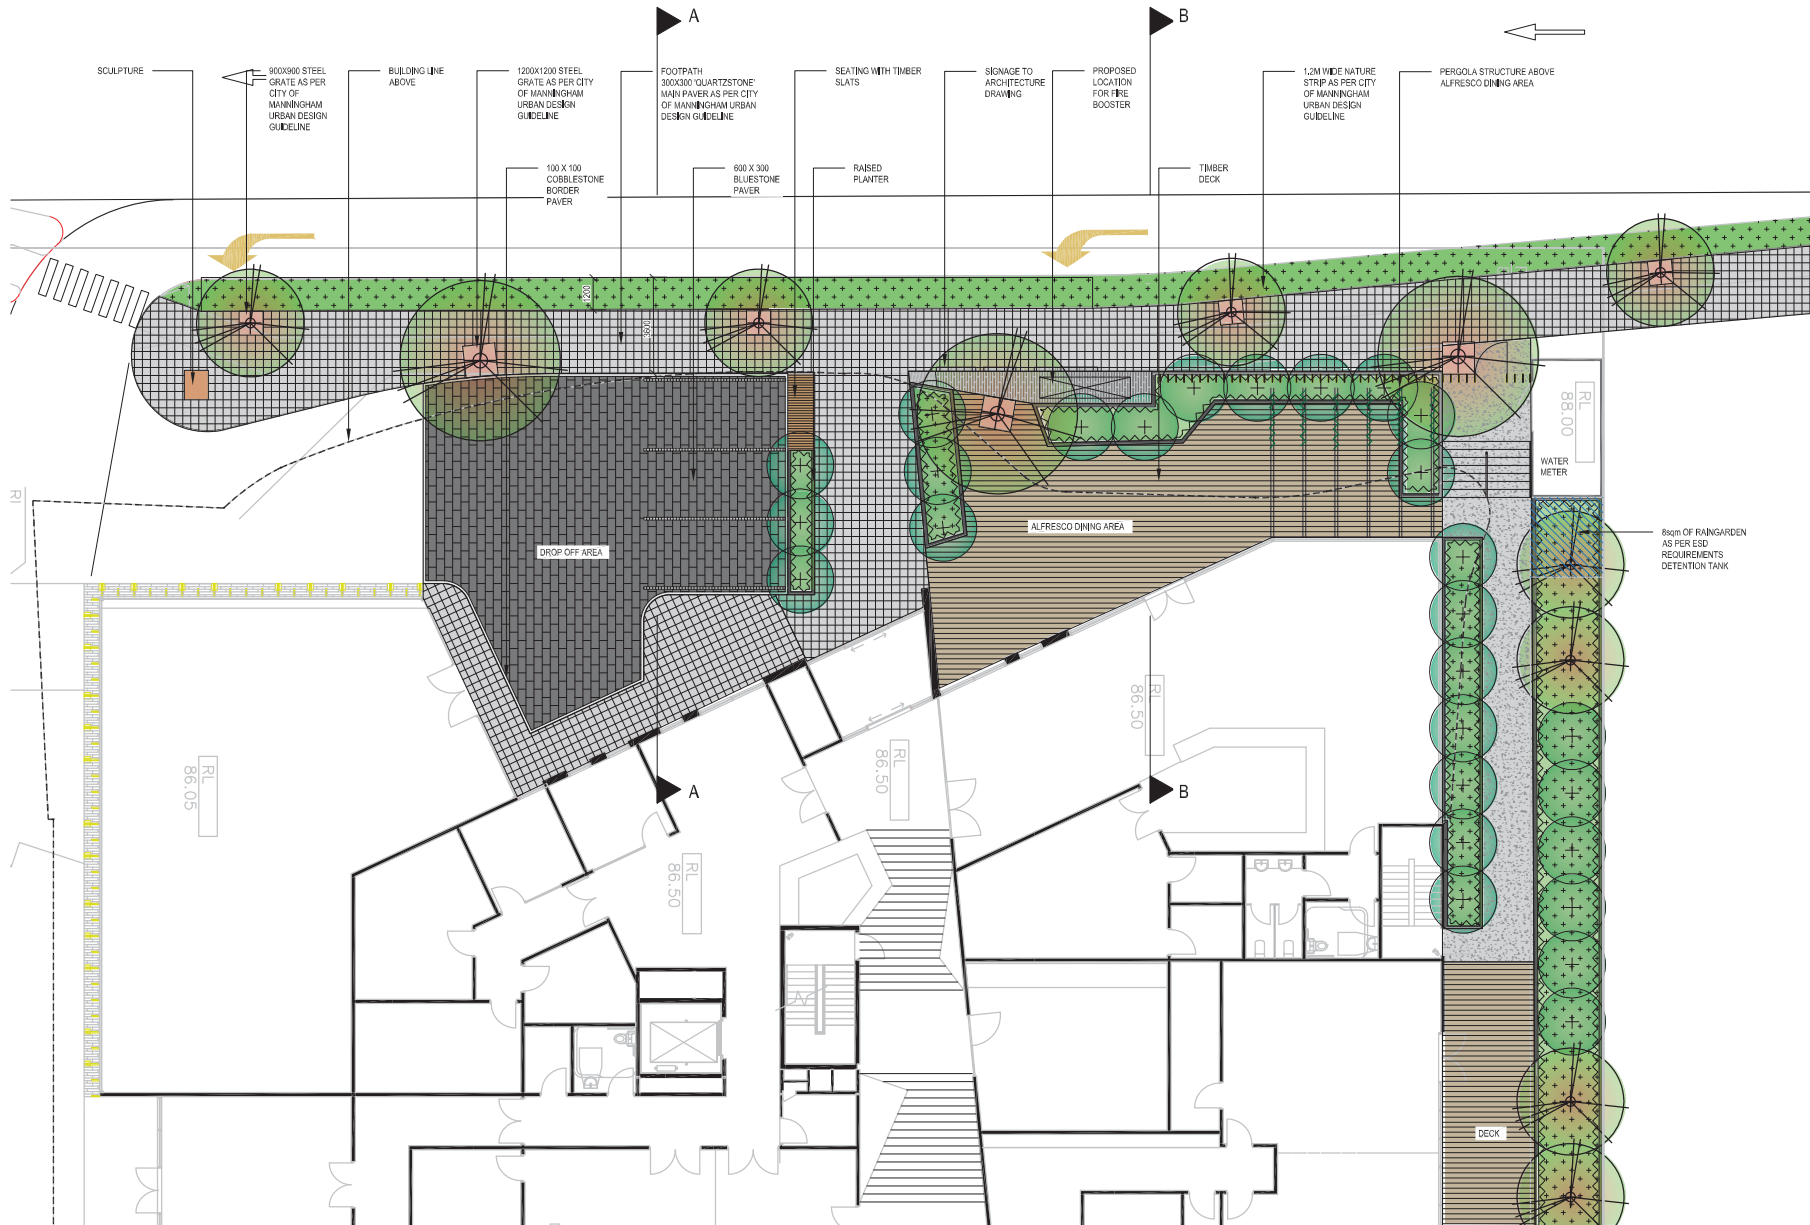 A
B
SCULPTURE
900X900 STEEL
GRATE AS PER
CITY OF
MANNINGHAM
URBAN DESIGN
GUIDELINE
BUILDING LINE
ABOVE
1200X1200 STEEL
GRATE AS PER CITY
OF MANNINGHAM
URBAN DESIGN
GUIDELINE
FOOTPATH
300X300 'QUARTZSTONE'
MAIN PAVER AS PER CITY
OF MANNINGHAM URBAN
DESIGN GUIDELINE
SEATING WITH TIMBER
SLATS
SIGNAGE TO
ARCHITECTURE
DRAWING
PROPOSED
LOCATION
FOR FIRE
BOOSTER
1.2M WIDE NATURE
STRIP AS PER CITY
OF MANNINGHAM
URBAN DESIGN
GUIDELINE
PERGOLA STRUCTURE ABOVE
ALFRESCO DINING AREA
100 X 100
COBBLESTONE
BORDER
PAVER
600 X 300
BLUESTONE
PAVER
RAISED
PLANTER
TIMBER
DECK
1200
3600
RL
88.00
WATER
METER
RL
ALFRESCO DINING AREA
DROP OFF AREA
8sqm OF RAINGARDEN
AS PER ESD
REQUIREMENTS
DETENTION TANK
RL
86.50
RL
86.50
RL
86.05
A
B
RL
86.50
DECK